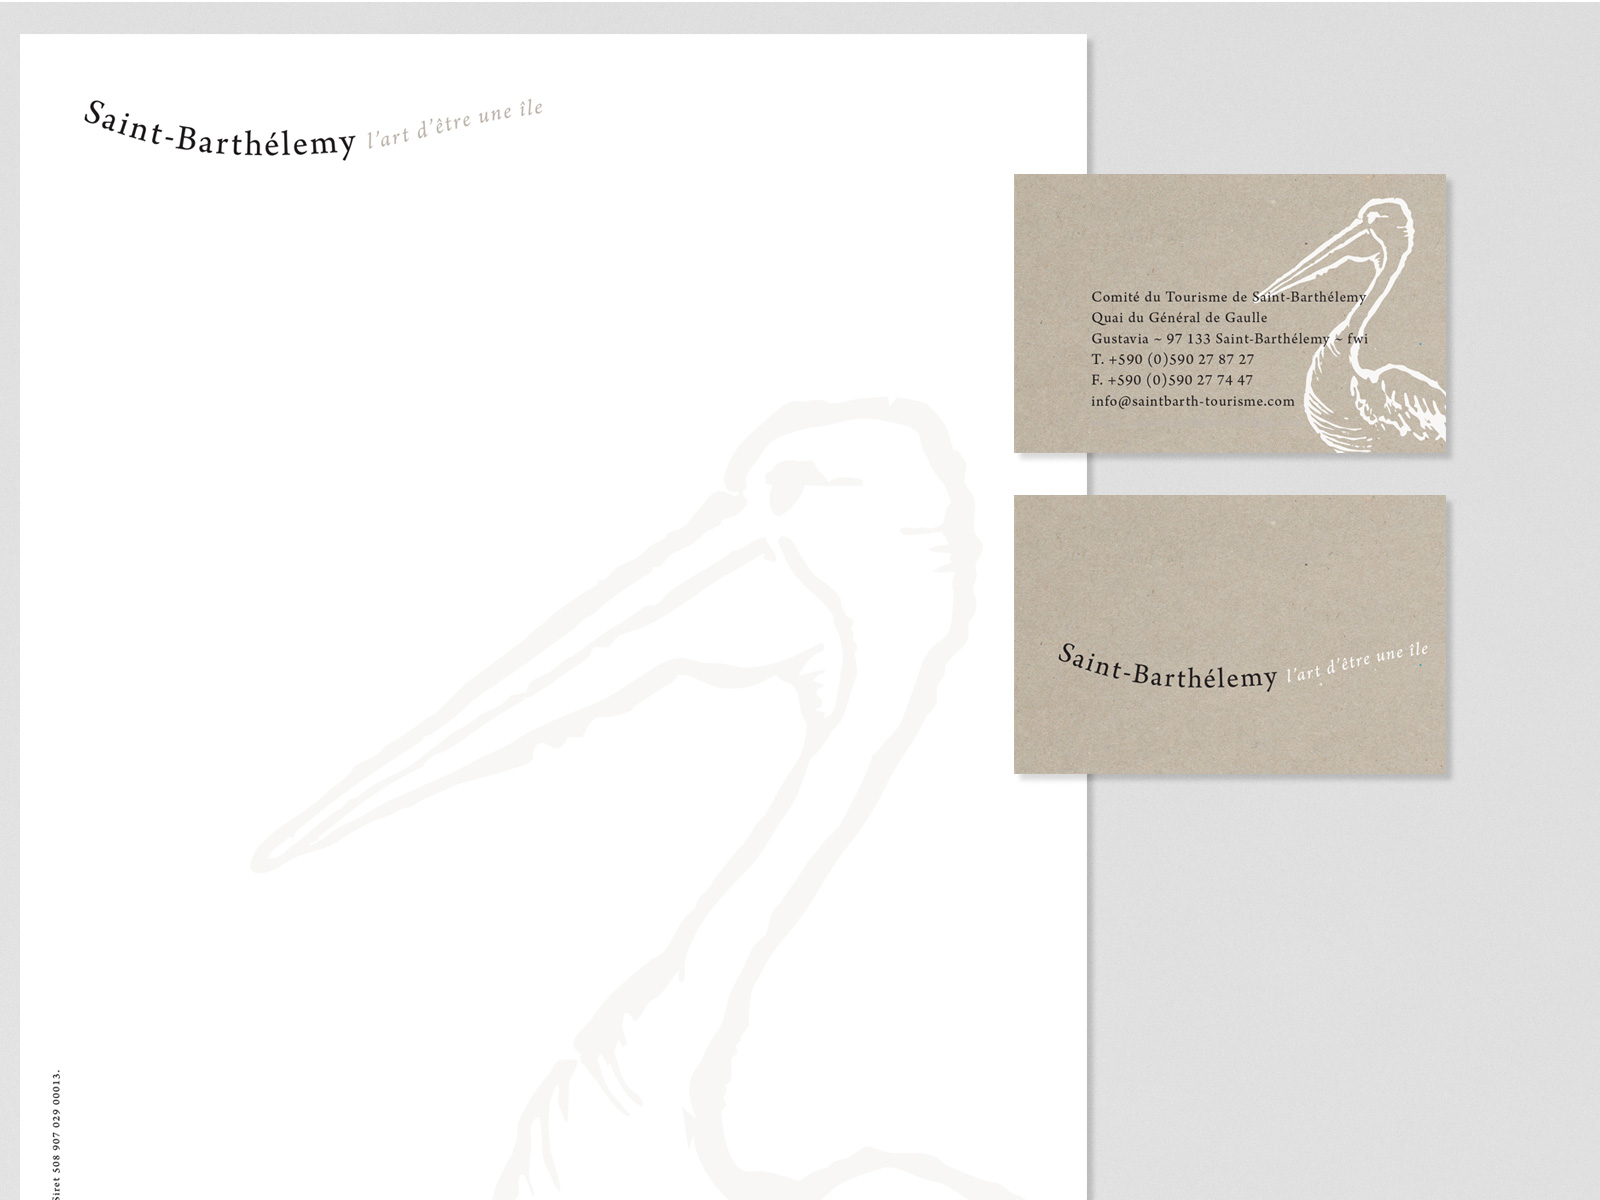 Saint-Barthélemy l'art d'être une île
Siret 508 907 029 00013.
Comité du Tourisme de Saint-Barthélemy
Quai du Général de Gaulle
Gustavia ~ 97 133 Saint-Barthélemy ~ fwi
T. +590 (0)590 27 87 27
F. +590 (0)590 27 74 47
info@saintbarth-tourisme.com
Saint-Barthélemy l'art d'être une île